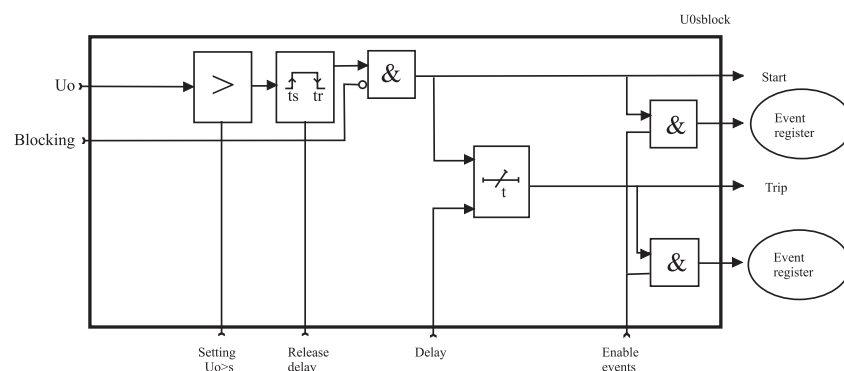 U0sblock
Uo
>
ts tr
&
Start
Blocking
&
Event
register
t
Trip
&
Event
register
Setting
Uo>s
Release
delay
Delay
Enable
events